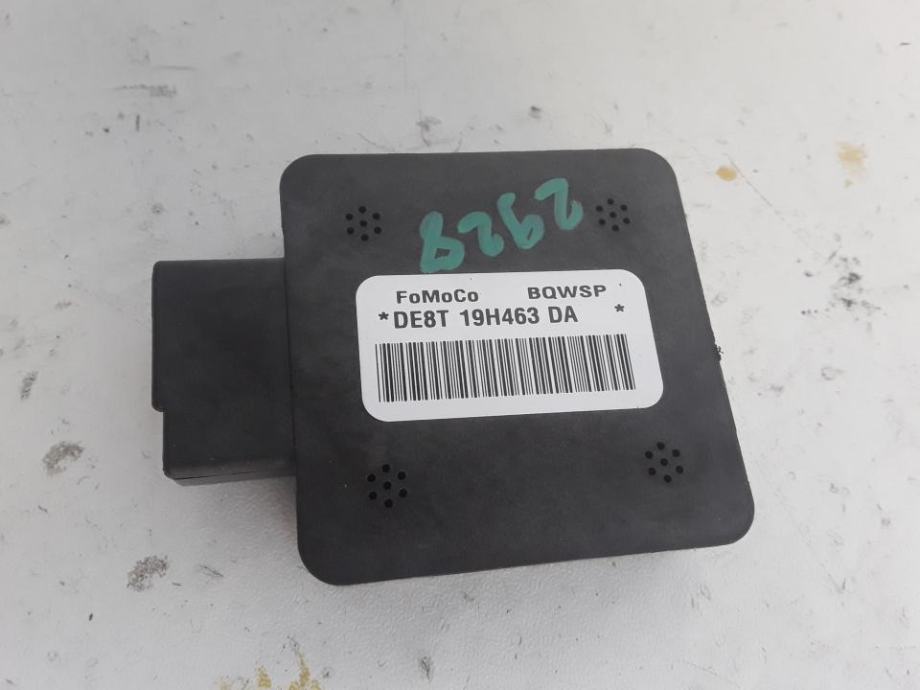 FoMoCo BQWSP
*DE8T 19H463 DA *